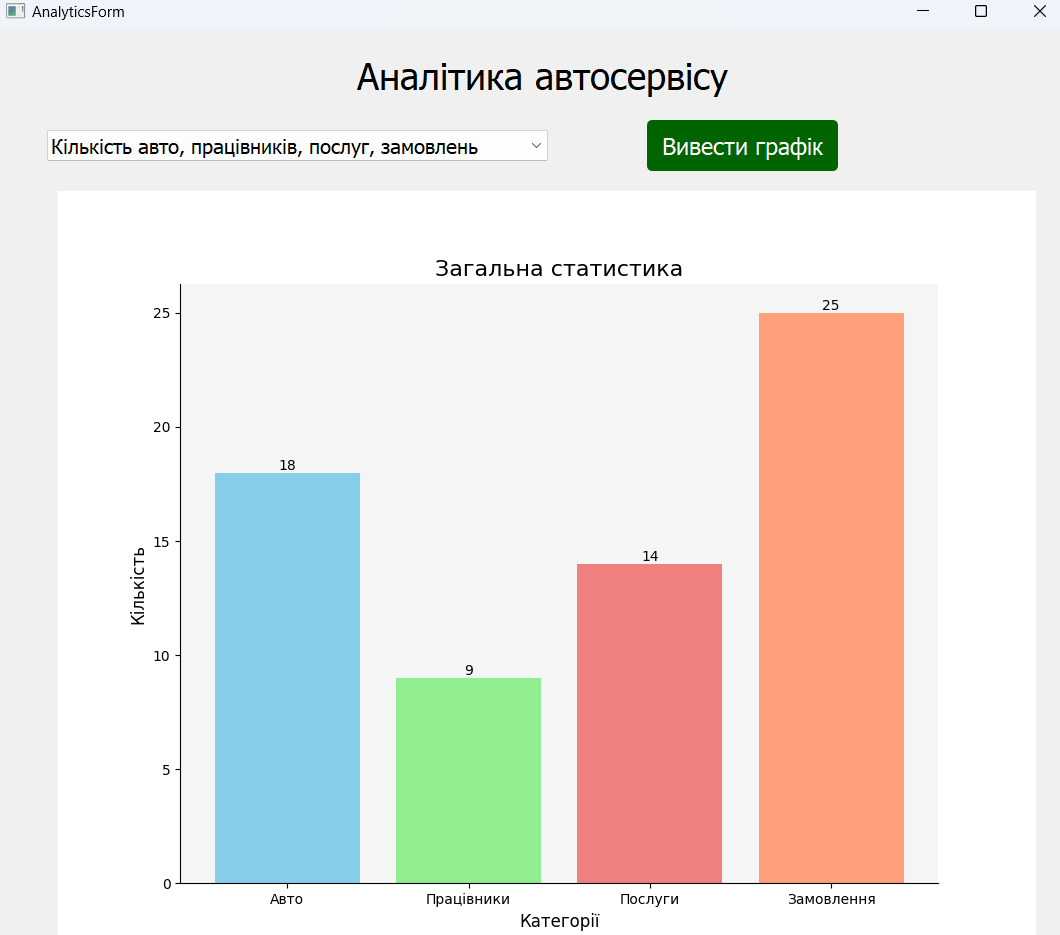 AnalyticsForm
Аналітика автосервісу
Кількість авто, працівників, послуг, замовлень
Вивести графік
Загальна статистика
25
25
20
18
15
14
Кількість
10
9
5
0
Авто Працівники Послуги Замовлення
Категорії